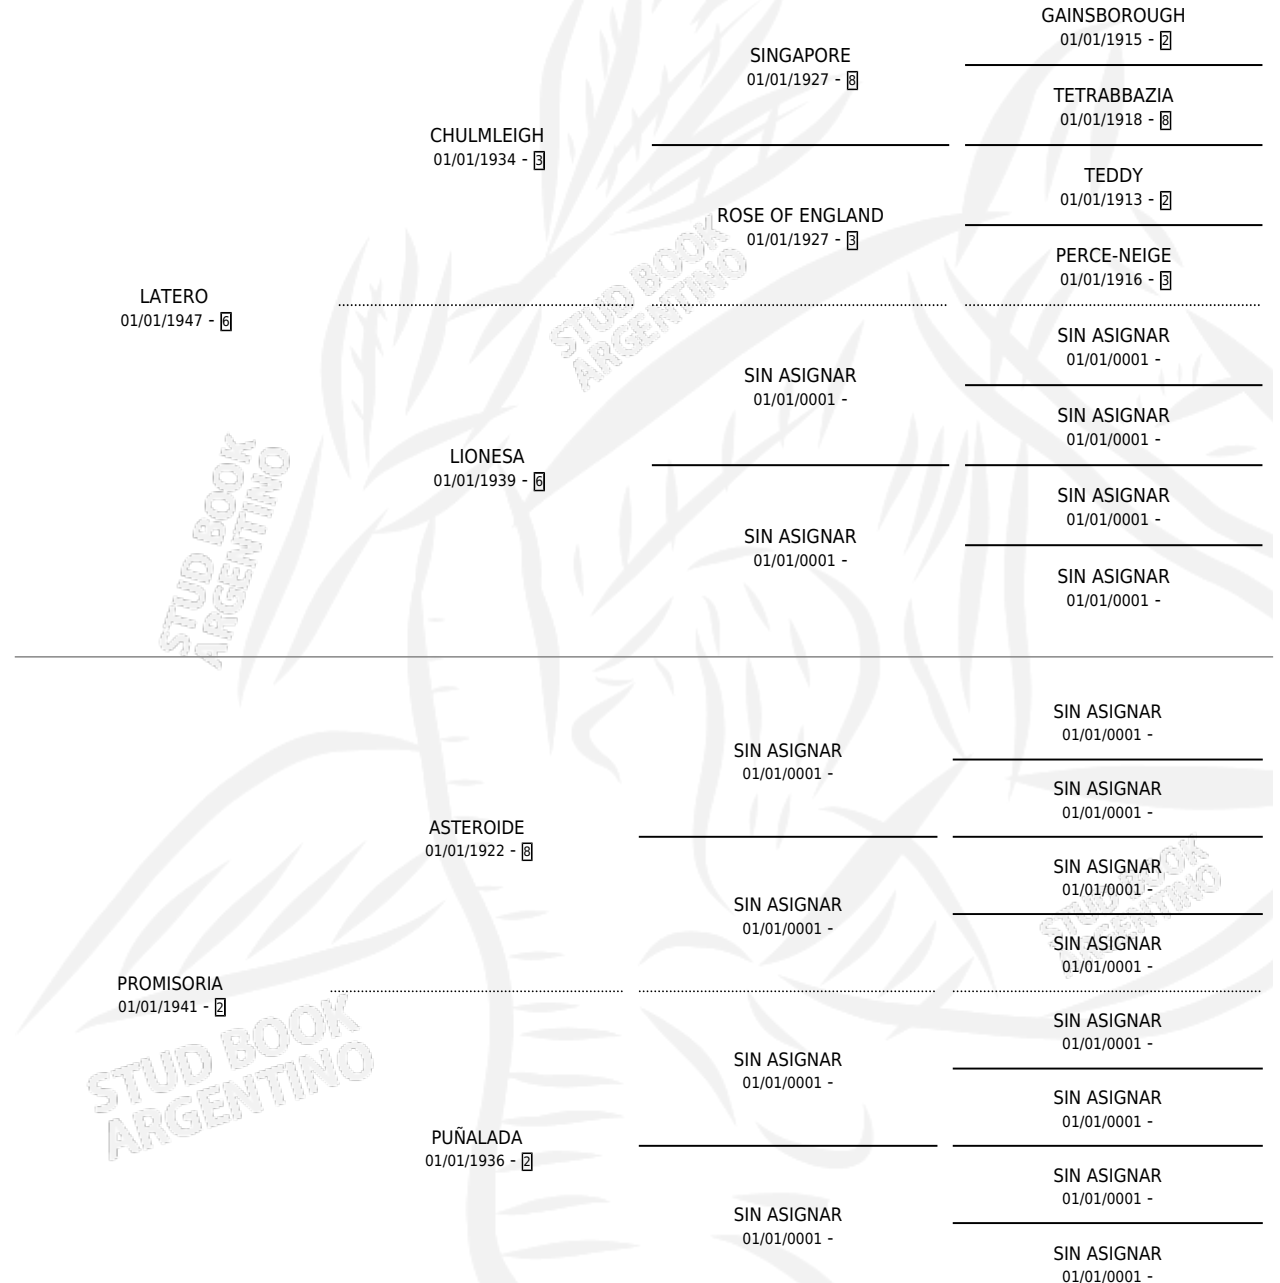 GAINSBOROUGH
01/01/1915 - 2
SINGAPORE
01/01/1927 - 8
TETRABBAZIA
01/01/1918 - 8
CHULMLEIGH
01/01/1934 - 3
TEDDY
01/01/1913 - 2
ROSE OF ENGLAND
01/01/1927 - 3
PERCE-NEIGE
01/01/1916 - 3
LATERO
01/01/1947 - 6
SIN ASIGNAR
01/01/0001 -
SIN ASIGNAR
01/01/0001 -
SIN ASIGNAR
01/01/0001 -
LIONESA
01/01/1939 - 6
SIN ASIGNAR
01/01/0001 -
SIN ASIGNAR
01/01/0001 -
SIN ASIGNAR
01/01/0001 -
STUD BOOK
ARGENTINO
STUD BOOK
ARGENTINO
SIN ASIGNAR
01/01/0001 -
SIN ASIGNAR
01/01/0001 -
SIN ASIGNAR
01/01/0001 -
ASTEROIDE
01/01/1922 - 8
SIN ASIGNAR
01/01/0001 -
SIN ASIGNAR
01/01/0001 -
SIN ASIGNAR
01/01/0001 -
STUD BOOK
ARGENTINO
PROMISORIA
01/01/1941 - 2
SIN ASIGNAR
01/01/0001 -
SIN ASIGNAR
01/01/0001 -
SIN ASIGNAR
01/01/0001 -
PUÑALADA
01/01/1936 - 2
SIN ASIGNAR
01/01/0001 -
SIN ASIGNAR
01/01/0001 -
SIN ASIGNAR
01/01/0001 -
STUD BOOK
ARGENTINO